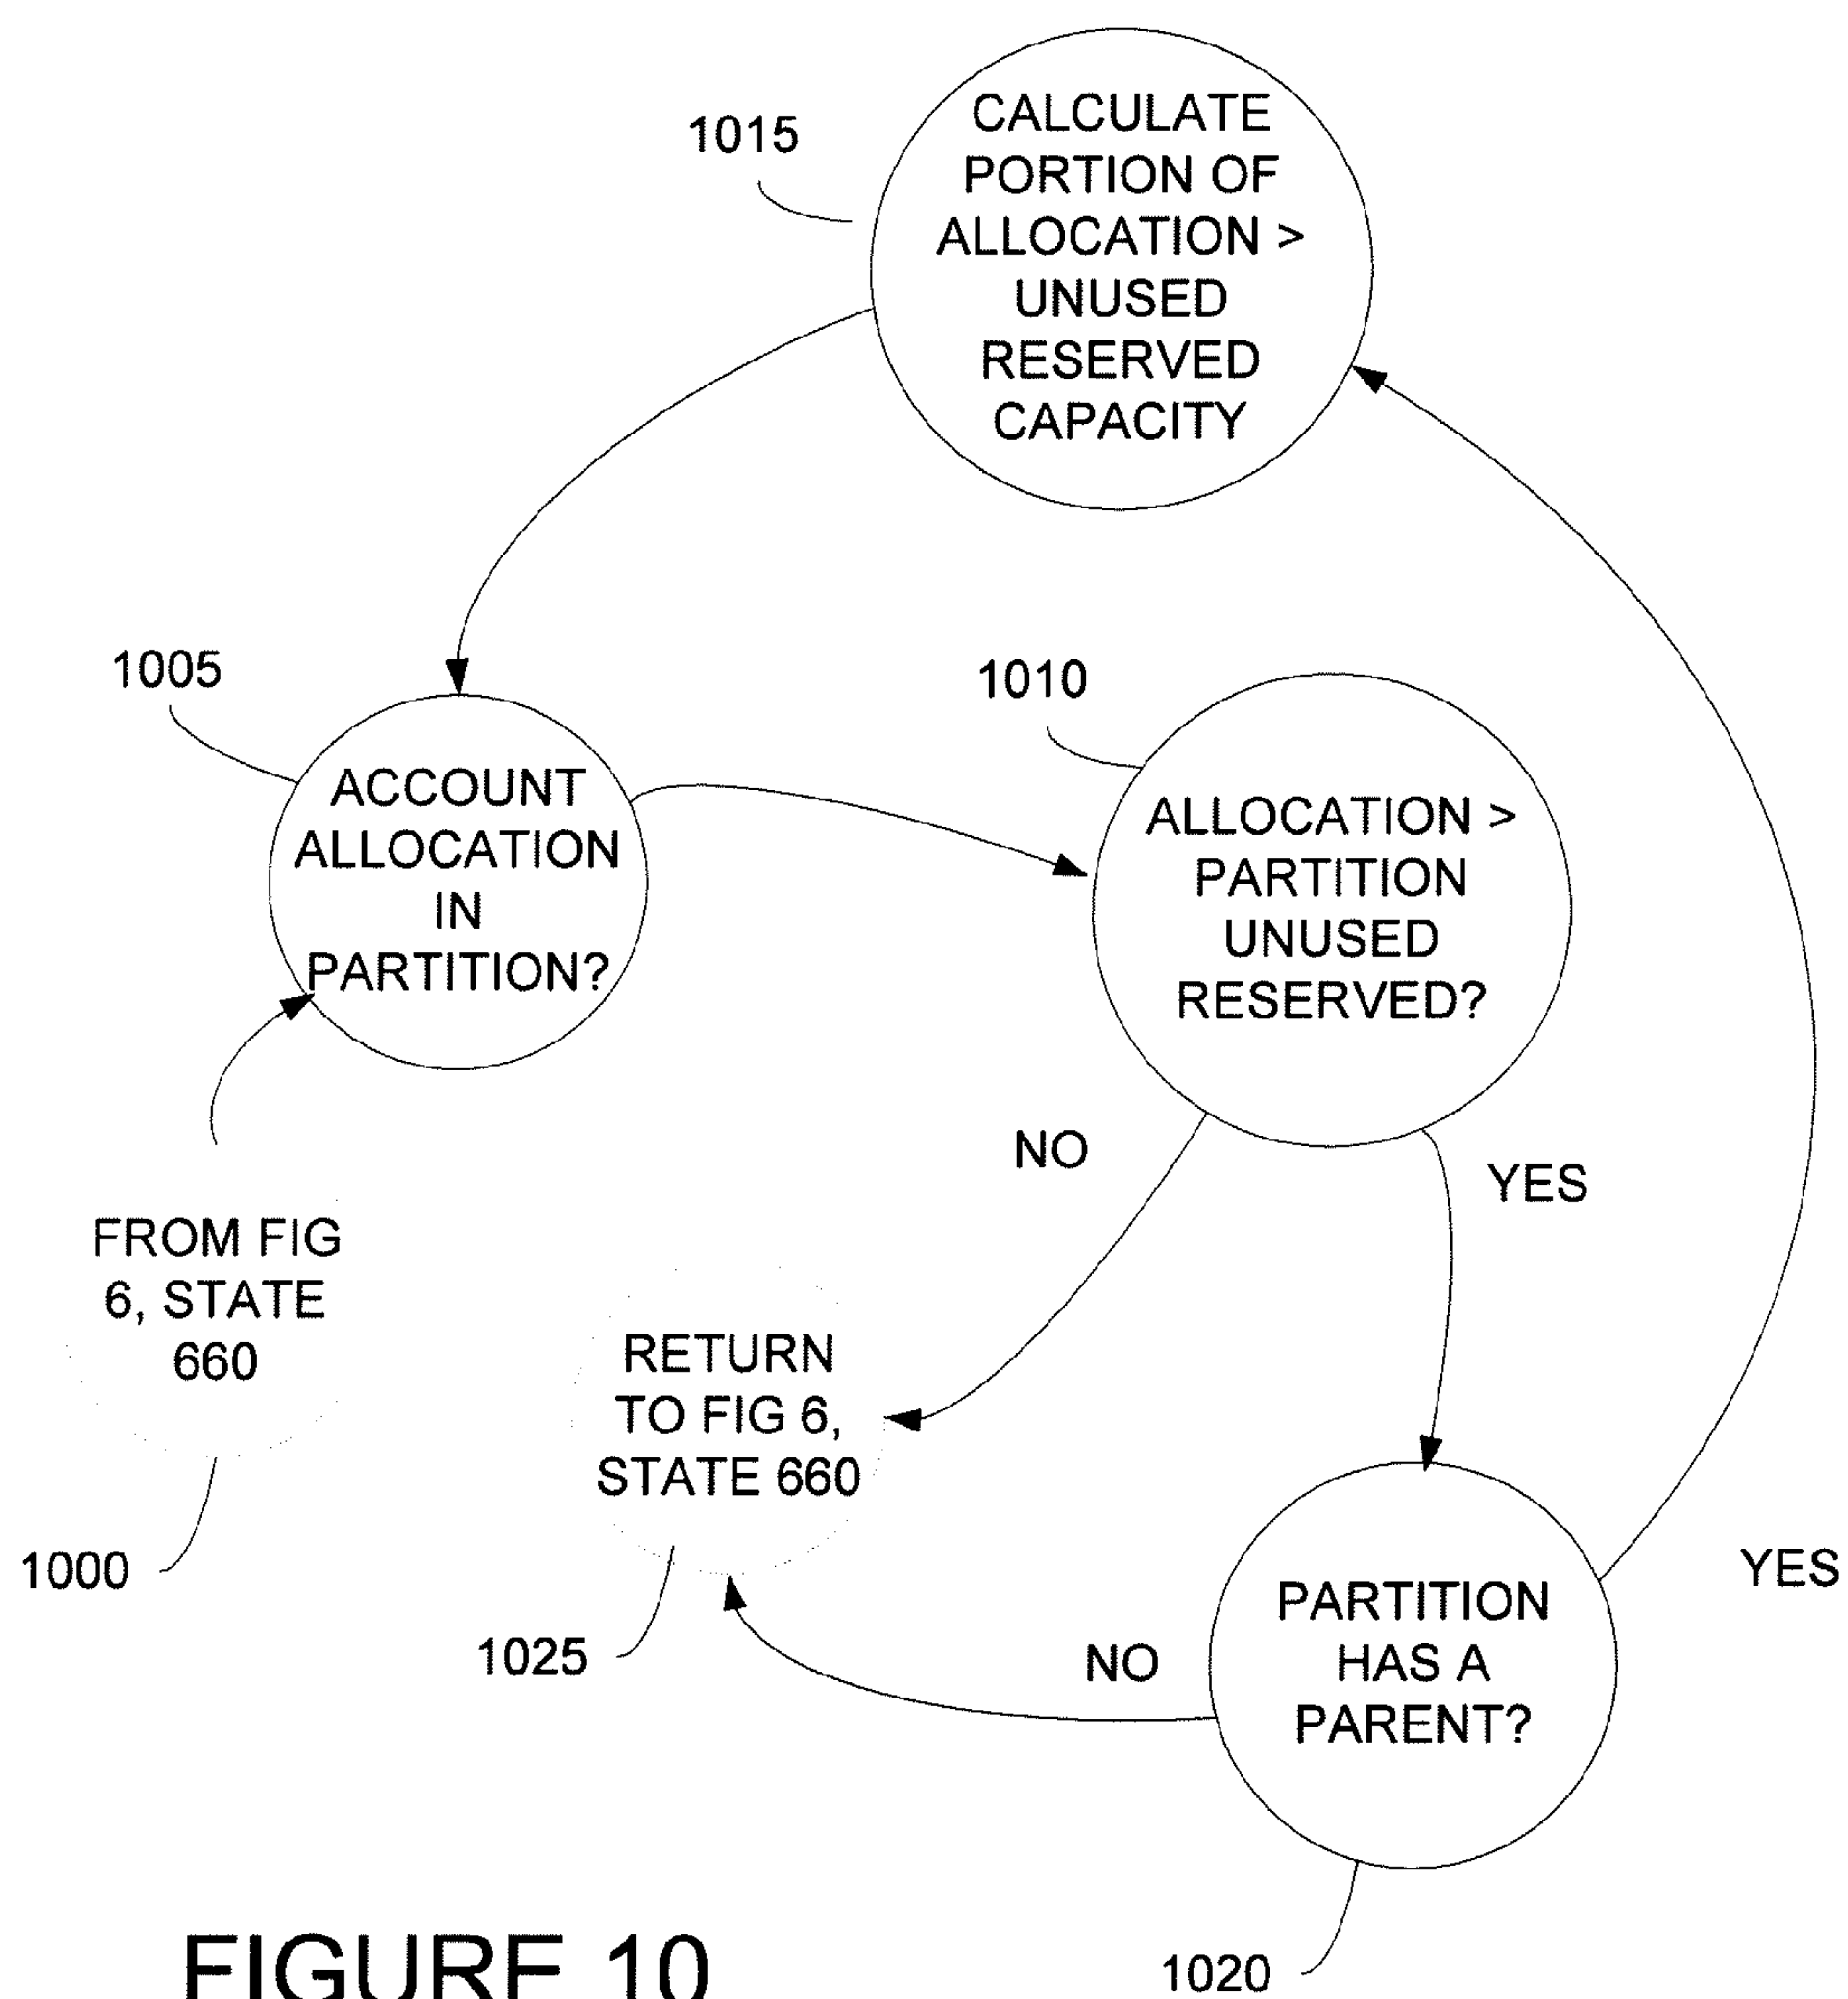 1015
CALCULATE
PORTION OF
ALLOCATION >
UNUSED
RESERVED
CAPACITY
1005
ACCOUNT
ALLOCATION
IN
PARTITION?
1010
ALLOCATION >
PARTITION
UNUSED
RESERVED?
NO
YES
FROM FIG
6, STATE
660
1000
RETURN
TO FIG 6,
STATE 660
1025
NO
PARTITION
HAS A
PARENT?
YES
1020
FIGURE 10